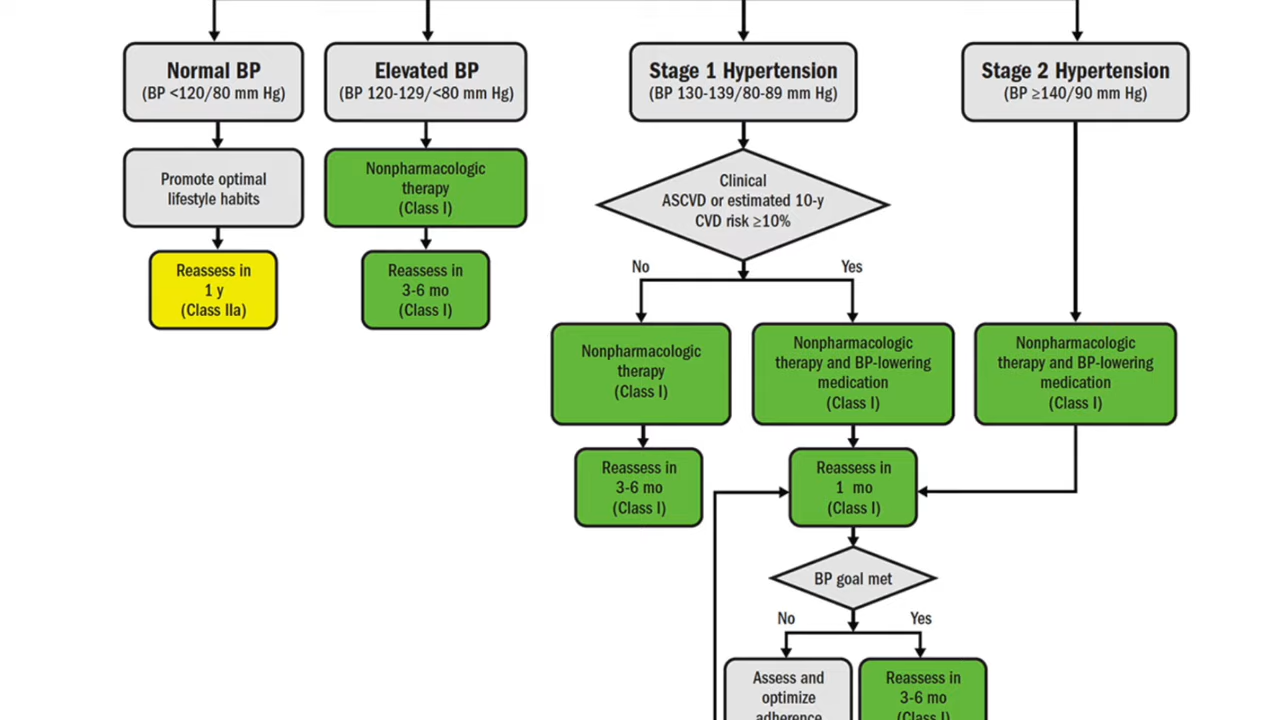 Normal BP
(BP <120/80 mm Hg)
Elevated BP
(BP 120-129/<80 mm Hg)
Stage 1 Hypertension
(BP 130-139/80-89 mm Hg)
Stage 2 Hypertension
(BP ≥140/90 mm Hg)
Promote optimal
lifestyle habits
Nonpharmacologic
therapy
(Class I)
Clinical
ASCVD or estimated 10-y
CVD risk ≥10%
Reassess in
1 y
(Class IIa)
Reassess in
3-6 mo
(Class I)
No
Yes
Nonpharmacologic
therapy
(Class I)
Nonpharmacologic
therapy and BP-lowering
medication
(Class I)
Nonpharmacologic
therapy and BP-lowering
medication
(Class I)
Reassess in
3-6 mo
(Class I)
Reassess in
1 mo
(Class I)
BP goal met
No
Yes
Assess and
optimize
adherence
Reassess in
3-6 mo
(Class I)